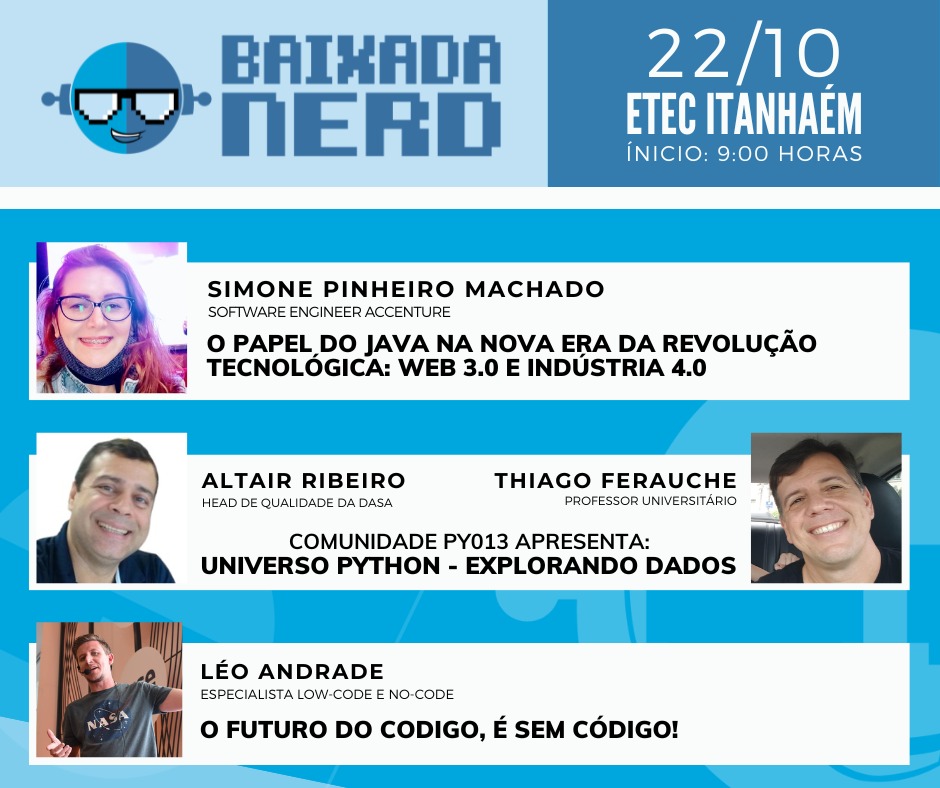 BAIXADA
NERD
22/10
ETEC ITANHAÉM
ÍNICIO: 9:00 HORAS
SIMONE PINHEIRO MACHADO
SOFTWARE ENGINEER ACCENTURE
O PAPEL DO JAVA NA NOVA ERA DA REVOLUÇÃO
TECNOLÓGICA: WEB 3.0 E INDÚSTRIA 4.0
ALTAIR RIBEIRO
HEAD DE QUALIDADE DA DASA
THIAGO FERAUCHE
PROFESSOR UNIVERSITÁRIO
COMUNIDADE PY013 APRESENTA:
UNIVERSO PYTHON - EXPLORANDO DADOS
LÉO ANDRADE
ESPECIALISTA LOW-CODE E NO-CODE
O FUTURO DO CODIGO, É SEM CÓDIGO!
NASA